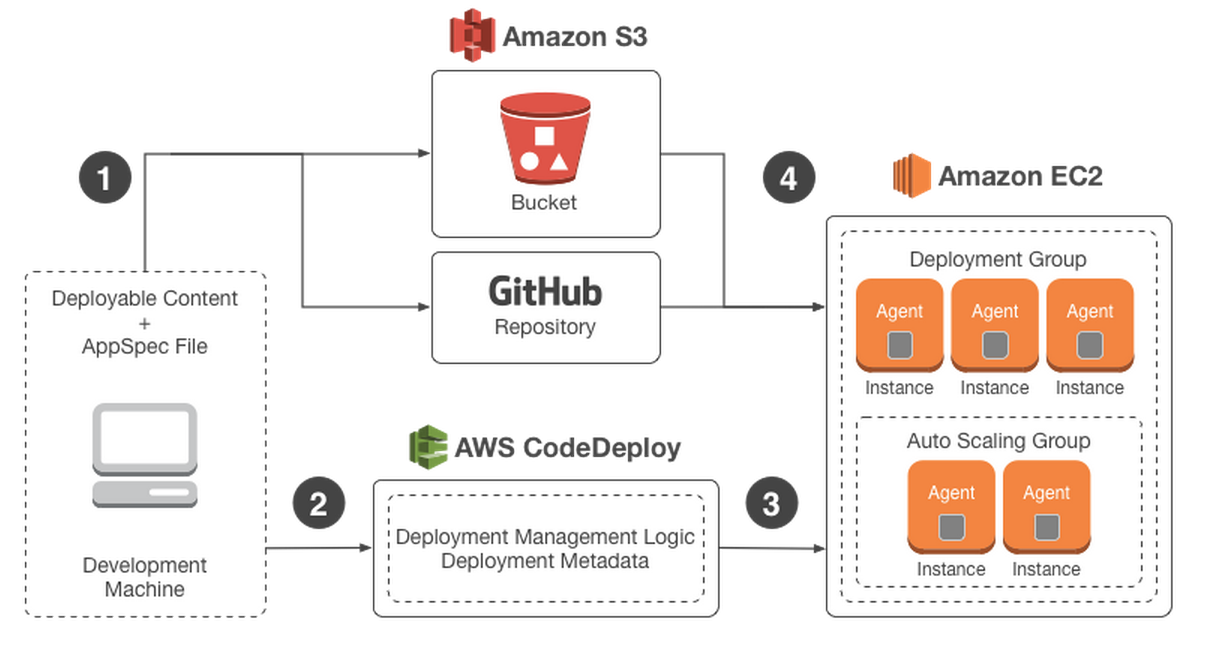 Amazon S3
Bucket
1
4
Amazon EC2
GitHub
Repository
Deployable Content
+
AppSpec File
Development
Machine
2
AWS CodeDeploy
Deployment Management Logic
Deployment Metadata
3
Deployment Group
Agent Agent Agent
Instance Instance Instance
Auto Scaling Group
Agent Agent
Instance Instance